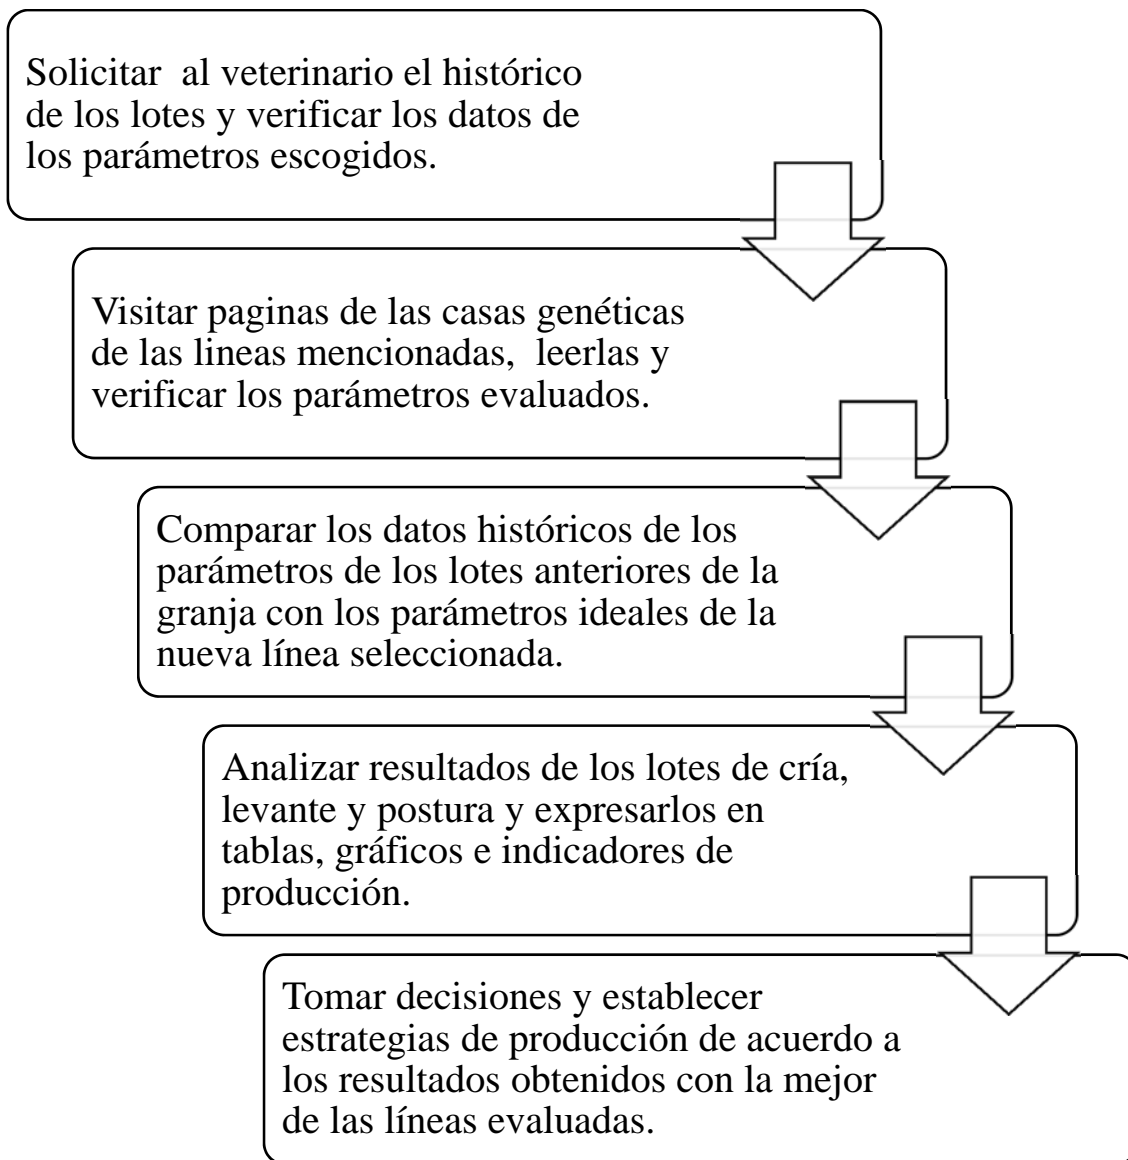 Solicitar al veterinario el histórico
de los lotes y verificar los datos de
los parámetros escogidos.
Visitar paginas de las casas genéticas
de las lineas mencionadas, leerlas y
verificar los parámetros evaluados.
Comparar los datos históricos de los
parámetros de los lotes anteriores de la
granja con los parámetros ideales de la
nueva línea seleccionada.
Analizar resultados de los lotes de cría,
levante y postura y expresarlos en
tablas, gráficos e indicadores de
producción.
Tomar decisiones y establecer
estrategias de producción de acuerdo a
los resultados obtenidos con la mejor
de las líneas evaluadas.